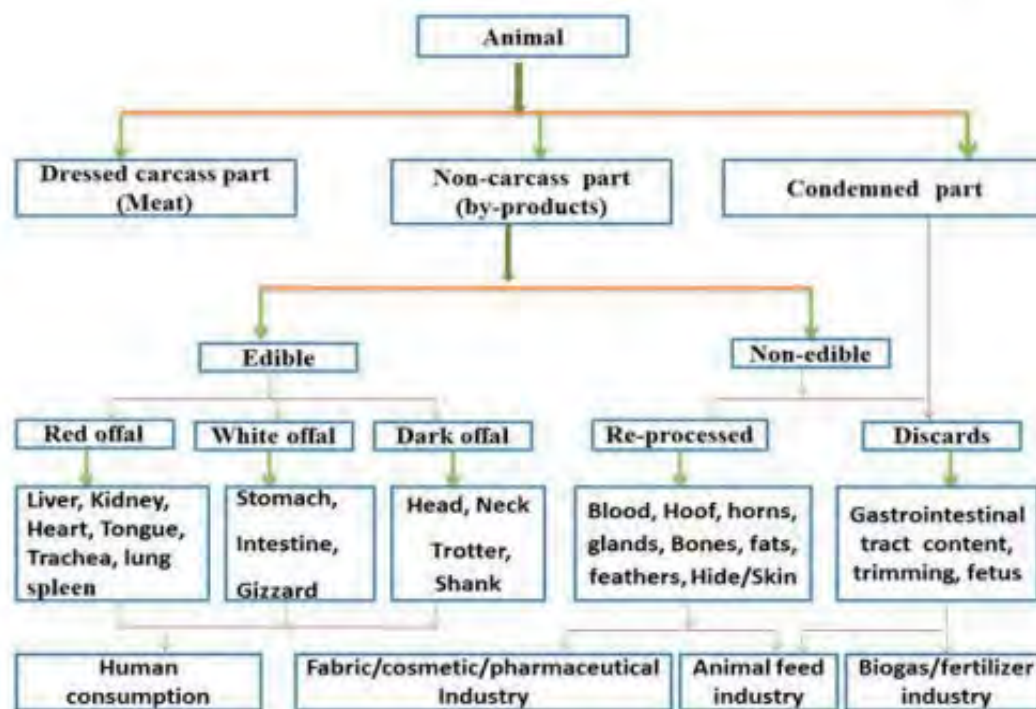 Animal
Dressed carcass part
(Meat)
Non-carcass part
(by-products)
Condemned part
Edible
Non-edible
Red offal
White offal
Dark offal
Re-processed
Discards
Liver, Kidney,
Heart, Tongue,
Trachea, lung
spleen
Stomach,
Intestine,
Gizzard
Head, Neck
Trotter,
Shank
Blood, Hoof, horns,
glands, Bones, fats,
feathers, Hide/Skin
Gastrointestinal
tract content,
trimming, fetus
Human
consumption
Fabric/cosmetic/pharmaceutical
Industry
Animal feed
industry
Biogas/fertilizer
industry